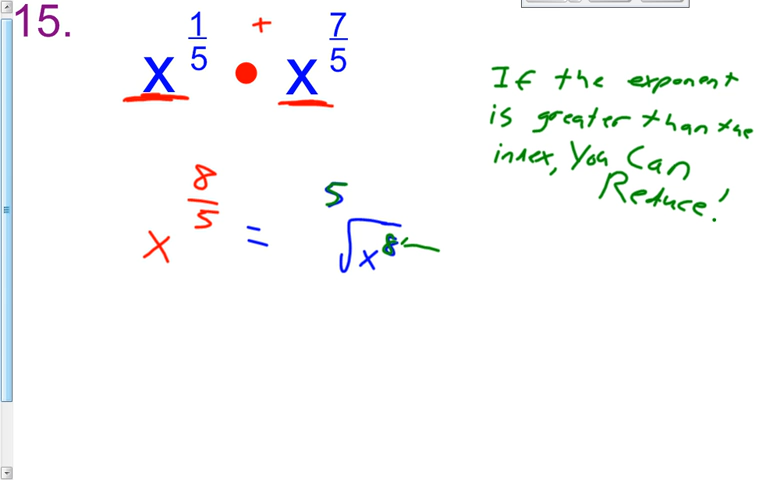 15.
x^(1/5) + • x^(7/5)
If the exponent
is greater than the
index, You Can
Reduce!
x^(8/5) = 5√x^8